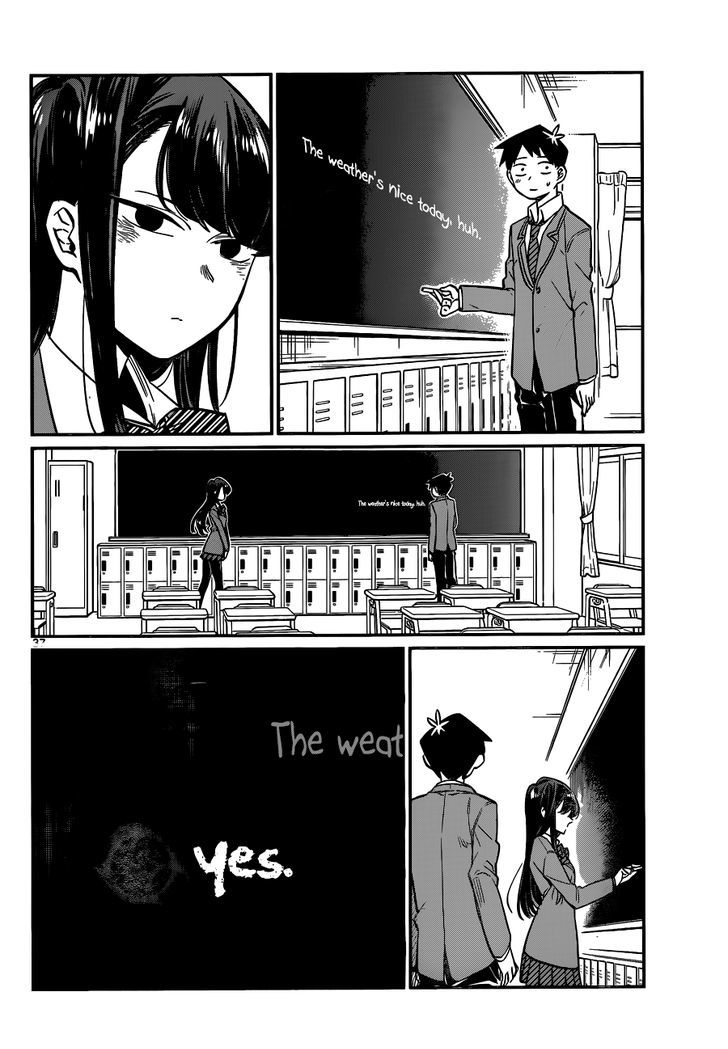 The weather's nice today, huh.
The weather's nice today, huh.
37
The weat
yes.